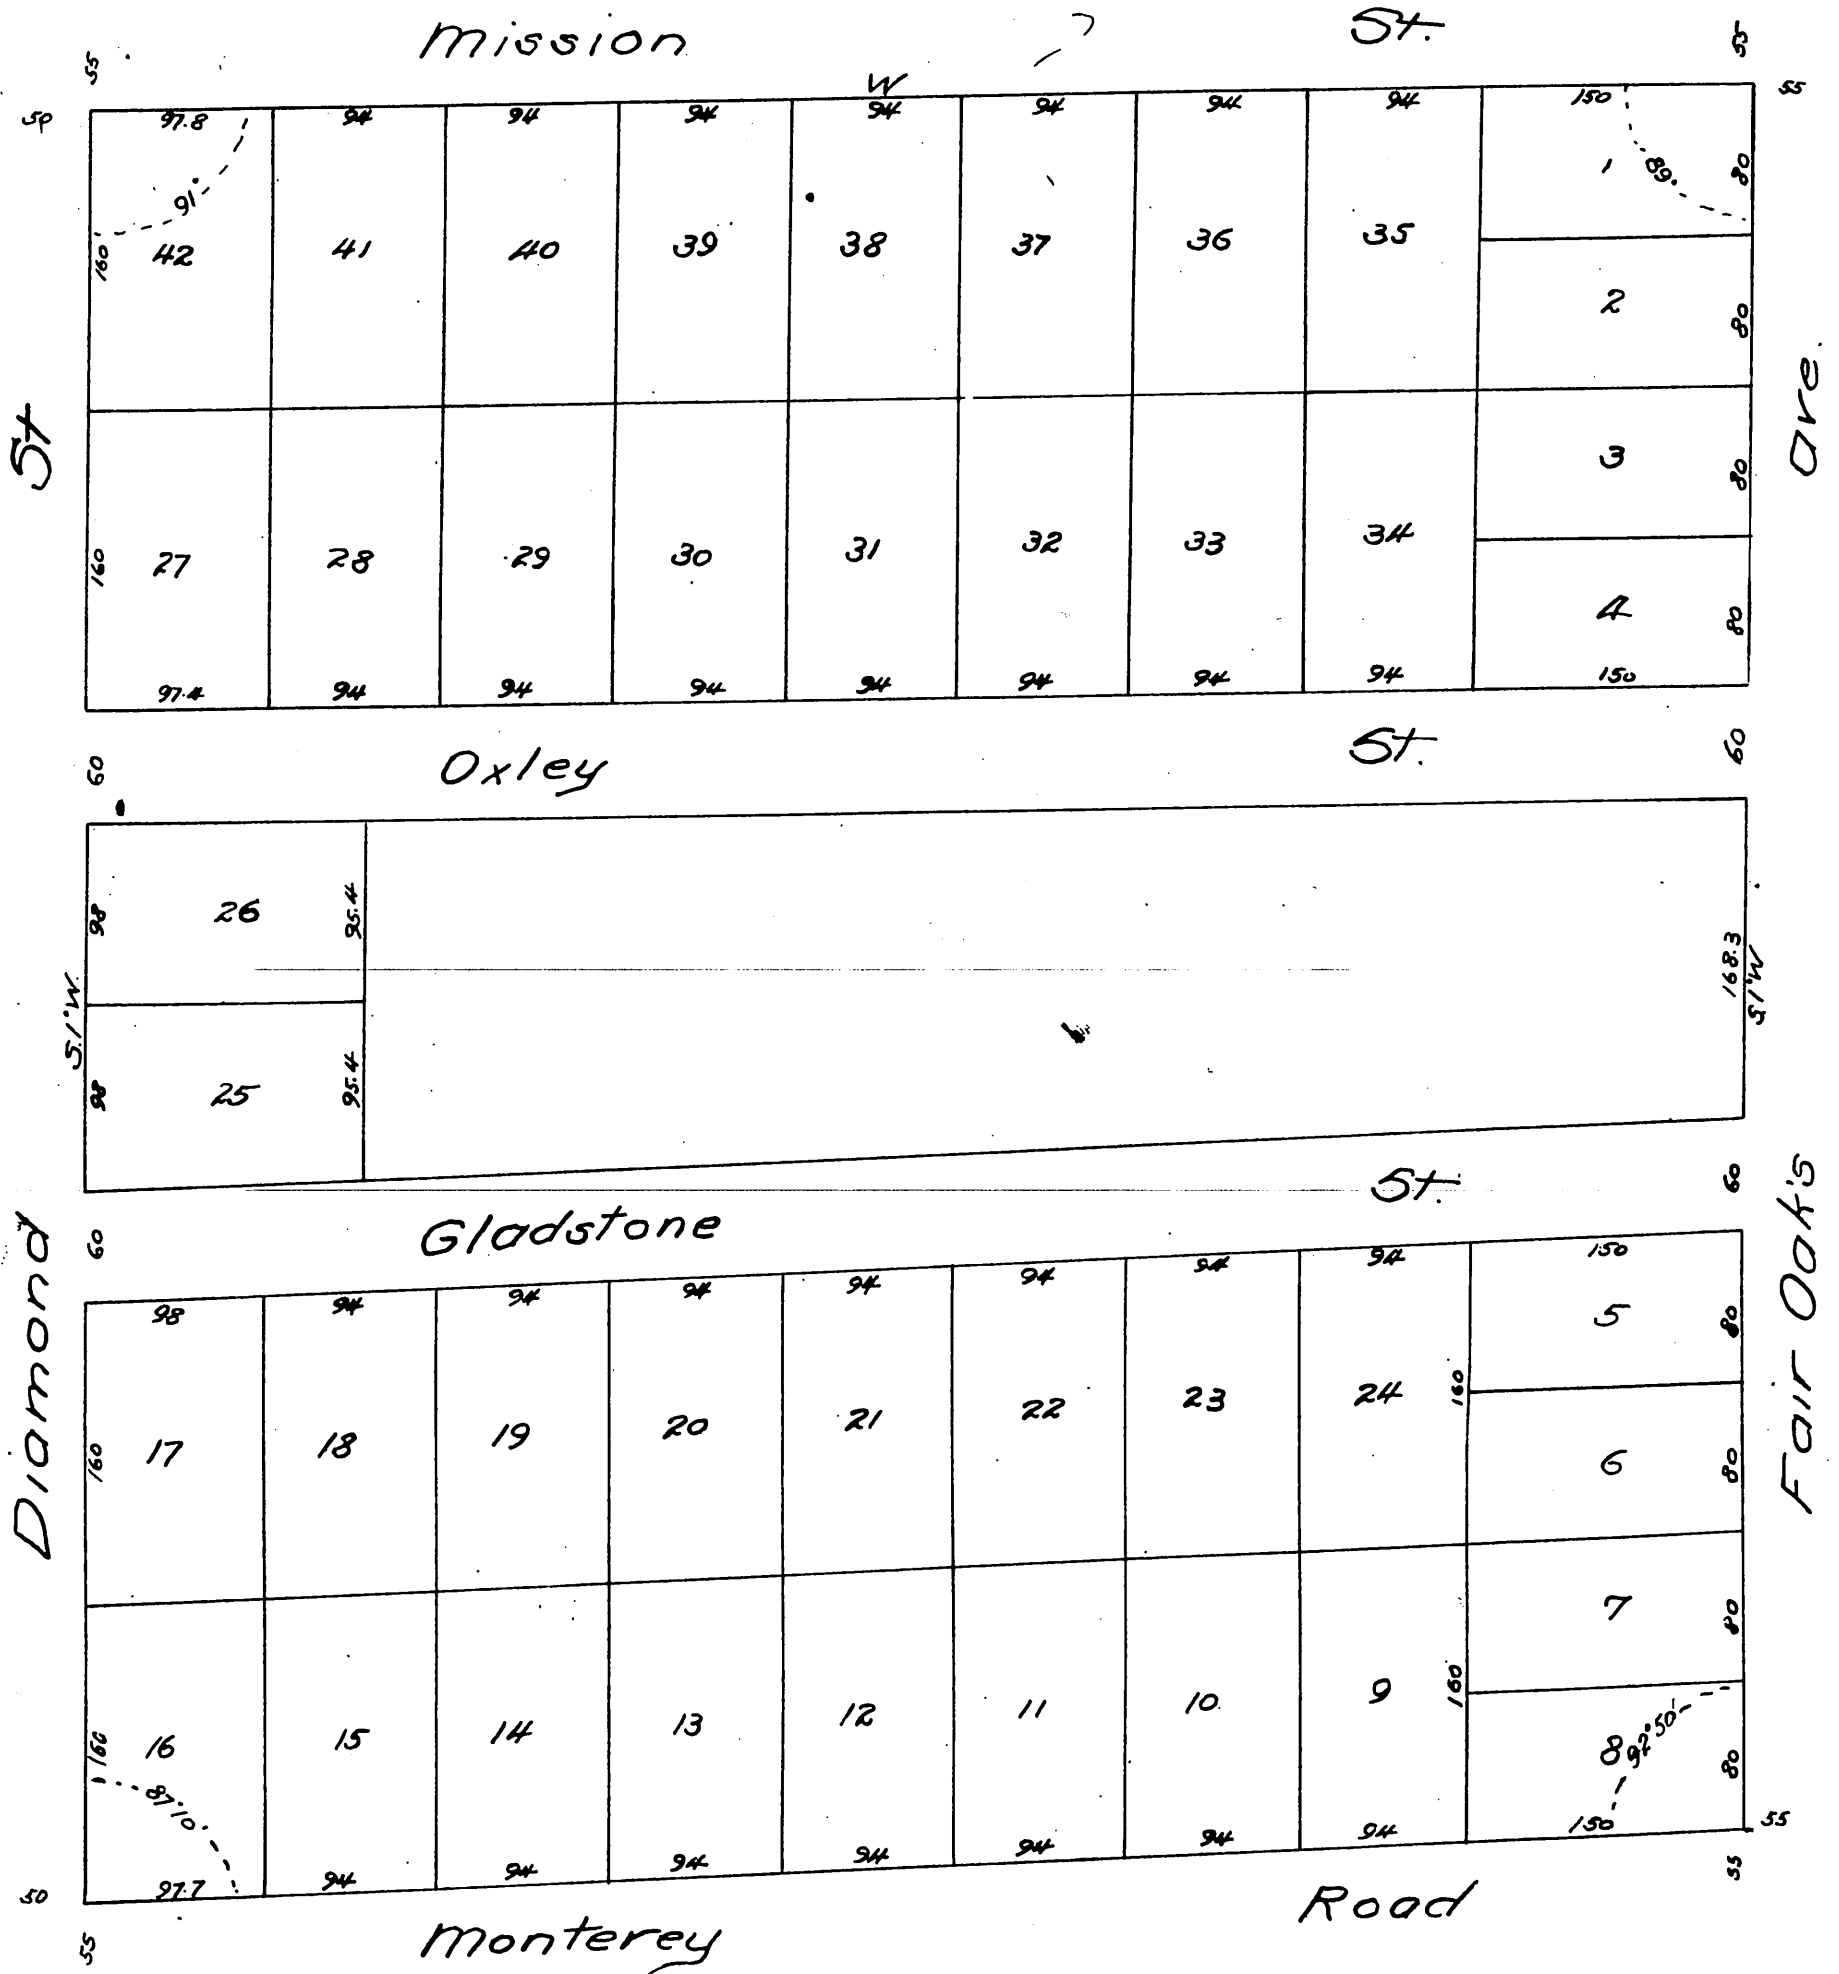 Mission St.
55 55
W
50 97.8 94 94 94 94 94 94 94 150 55
91° 1 89° 80
160 42 41 40 39 38 37 36 35
2 80
St Ave.
3 80
160 27 28 29 30 31 32 33 34
4 80
97.4 94 94 94 94 94 94 94 150
60 Oxley St. 60
98 26 95.4
S.1°W. 168.3 S.1°W
98 25 95.4
60 Gladstone St. 60
Diamond Fair Oak's
98 94 94 94 94 94 94 94 150
5 80
160 17 18 19 20 21 22 23 24 160
6 80
7 80
160 16 15 14 13 12 11 10 9 160
87°10' 8 92°50' 80
50 97.7 94 94 94 94 94 94 94 150 55
55 55
Monterey Road